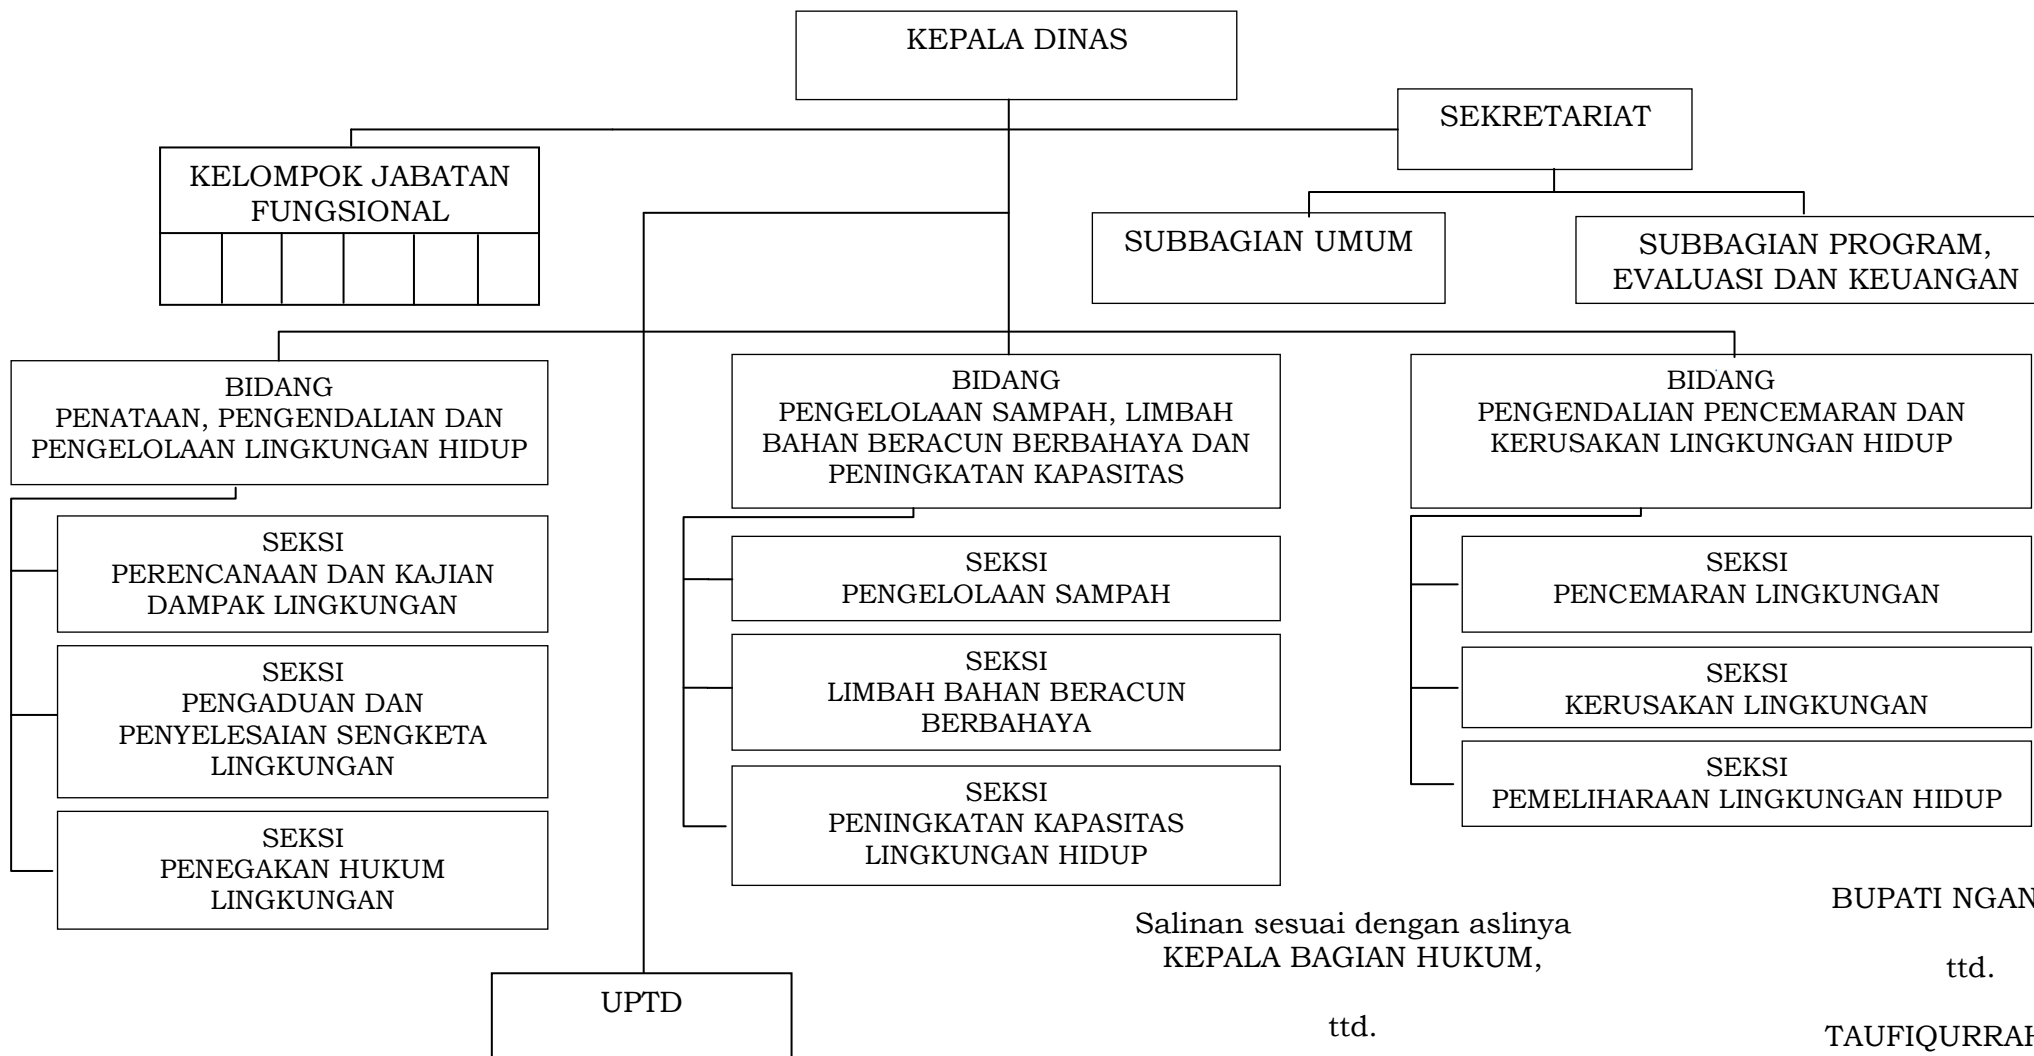 KEPALA DINAS
SEKRETARIAT
KELOMPOK JABATAN
FUNGSIONAL
SUBBAGIAN UMUM
SUBBAGIAN PROGRAM,
EVALUASI DAN KEUANGAN
BIDANG
PENATAAN, PENGENDALIAN DAN
PENGELOLAAN LINGKUNGAN HIDUP
SEKSI
PERENCANAAN DAN KAJIAN
DAMPAK LINGKUNGAN
SEKSI
PENGADUAN DAN
PENYELESAIAN SENGKETA
LINGKUNGAN
SEKSI
PENEGAKAN HUKUM
LINGKUNGAN
BIDANG
PENGELOLAAN SAMPAH, LIMBAH
BAHAN BERACUN BERBAHAYA DAN
PENINGKATAN KAPASITAS
SEKSI
PENGELOLAAN SAMPAH
SEKSI
LIMBAH BAHAN BERACUN
BERBAHAYA
SEKSI
PENINGKATAN KAPASITAS
LINGKUNGAN HIDUP
BIDANG
PENGENDALIAN PENCEMARAN DAN
KERUSAKAN LINGKUNGAN HIDUP
SEKSI
PENCEMARAN LINGKUNGAN
SEKSI
KERUSAKAN LINGKUNGAN
SEKSI
PEMELIHARAAN LINGKUNGAN HIDUP
UPTD
Salinan sesuai dengan aslinya
KEPALA BAGIAN HUKUM,
ttd.
BUPATI
ttd.